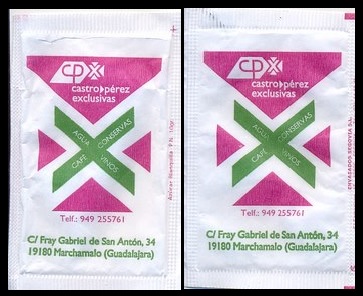 CPX
castro pérez
exclusivas
AGUA CONSERVAS
CAFÉ VINOS
Telf.: 949 255761
C/ Fray Gabriel de San Antón, 34
19180 Marchamalo (Guadalajara)
CPX
castro pérez
exclusivas
AGUA CONSERVAS
CAFÉ VINOS
Telf.: 949 255761
C/ Fray Gabriel de San Antón, 34
19180 Marchamalo (Guadalajara)